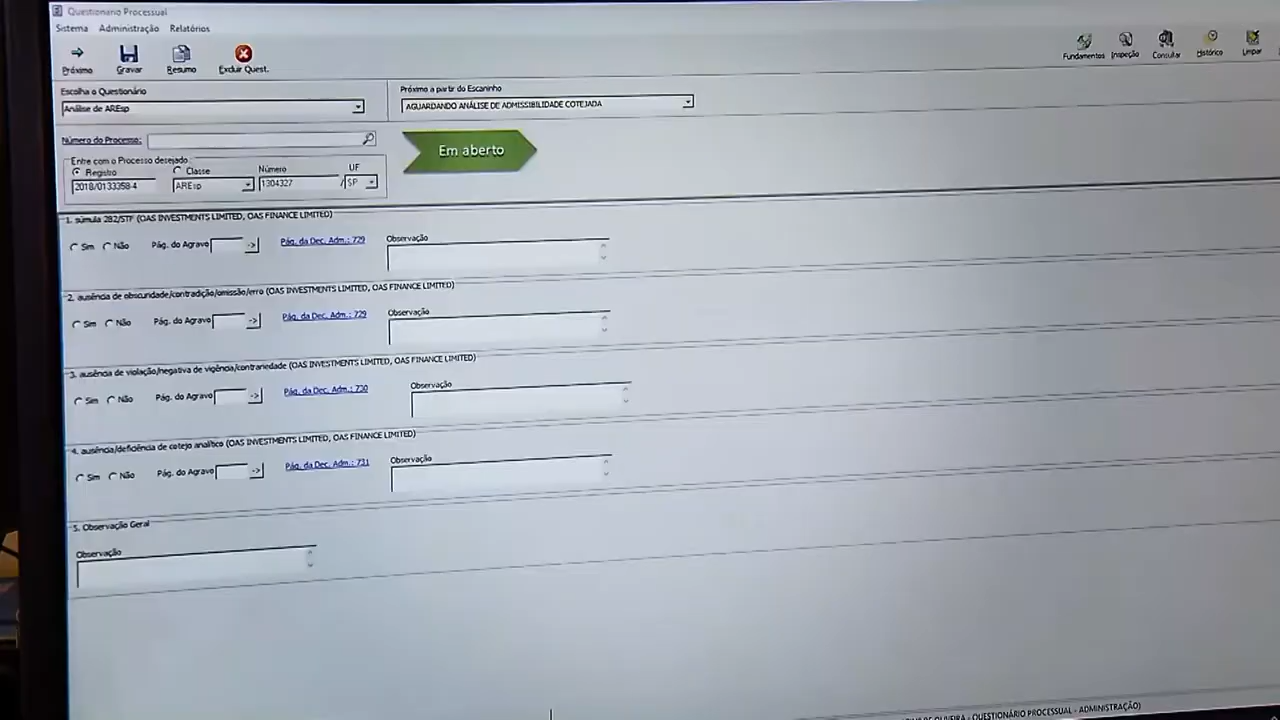 Questionário Processual
Sistema Administração Relatórios
Próximo Gravar Resumo Excluir Quest.
Fundamentos Inspeção Consultar Histórico Limpar
Escolha o Questionário
Análise de AREsp
Próximo a partir do Escaninho
AGUARDANDO ANÁLISE DE ADMISSIBILIDADE COTEJADA
Número do Processo:
Em aberto
Entre com o Processo desejado
Registro Classe Número UF
2018/0133358-4 AREsp 1304327 / SP
1. súmula 282/STF (OAS INVESTMENTS LIMITED, OAS FINANCE LIMITED)
Sim Não Pág. do Agravo -> Pág. da Dec. Adm.: 729 Observação
2. ausência de obscuridade/contradição/omissão/erro (OAS INVESTMENTS LIMITED, OAS FINANCE LIMITED)
Sim Não Pág. do Agravo -> Pág. da Dec. Adm.: 729 Observação
3. ausência de violação/negativa de vigência/contrariedade (OAS INVESTMENTS LIMITED, OAS FINANCE LIMITED)
Sim Não Pág. do Agravo -> Pág. da Dec. Adm.: 730 Observação
4. ausência/deficiência de cotejo analítico (OAS INVESTMENTS LIMITED, OAS FINANCE LIMITED)
Sim Não Pág. do Agravo -> Pág. da Dec. Adm.: 731 Observação
5. Observação Geral
Observação
DE OLIVEIRA - QUESTIONÁRIO PROCESSUAL - ADMINISTRAÇÃO)